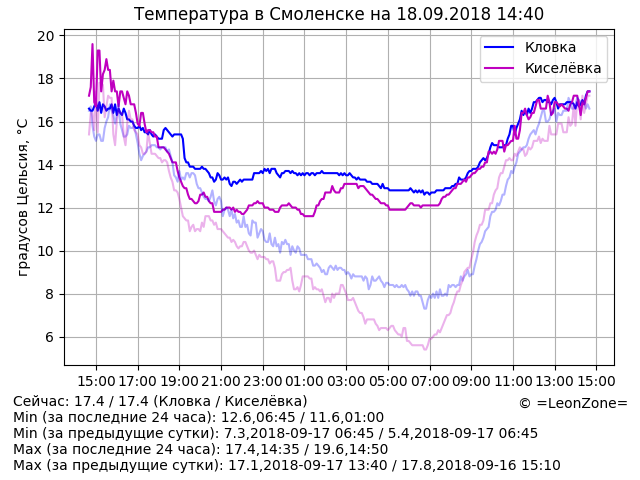 Температура в Смоленске на 18.09.2018 14:40
Кловка
Киселёвка
градусов Цельсия, °C
20
18
16
14
12
10
8
6
15:00 17:00 19:00 21:00 23:00 01:00 03:00 05:00 07:00 09:00 11:00 13:00 15:00
Сейчас: 17.4 / 17.4 (Кловка / Киселёвка)
© =LeonZone=
Min (за последние 24 часа): 12.6,06:45 / 11.6,01:00
Min (за предыдущие сутки): 7.3,2018-09-17 06:45 / 5.4,2018-09-17 06:45
Max (за последние 24 часа): 17.4,14:35 / 19.6,14:50
Max (за предыдущие сутки): 17.1,2018-09-17 13:40 / 17.8,2018-09-16 15:10